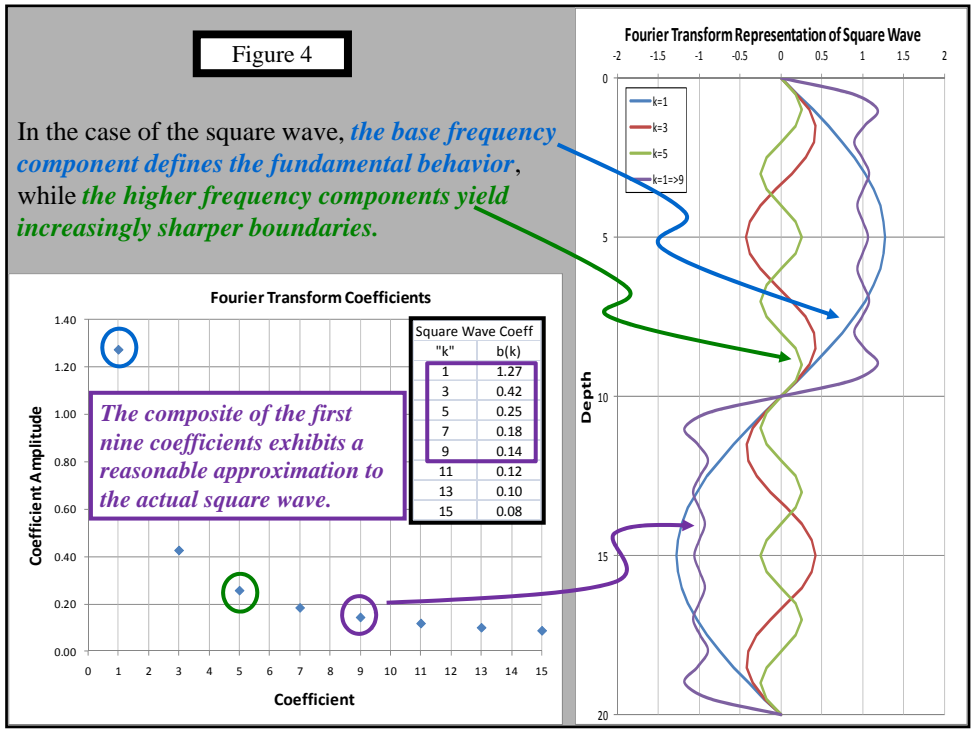 Figure 4
In the case of the square wave, the base frequency
component defines the fundamental behavior,
while the higher frequency components yield
increasingly sharper boundaries.
Fourier Transform Coefficients
Coefficient Amplitude
1.40
1.20
1.00
0.80
0.60
0.40
0.20
0.00
0 1 2 3 4 5 6 7 8 9 10 11 12 13 14 15
Coefficient
The composite of the first
nine coefficients exhibits a
reasonable approximation to
the actual square wave.
Square Wave Coeff
"k" b(k)
1 1.27
3 0.42
5 0.25
7 0.18
9 0.14
11 0.12
13 0.10
15 0.08
Fourier Transform Representation of Square Wave
-2 -1.5 -1 -0.5 0 0.5 1 1.5 2
k=1
k=3
k=5
k=1=>9
Depth
0
5
10
15
20